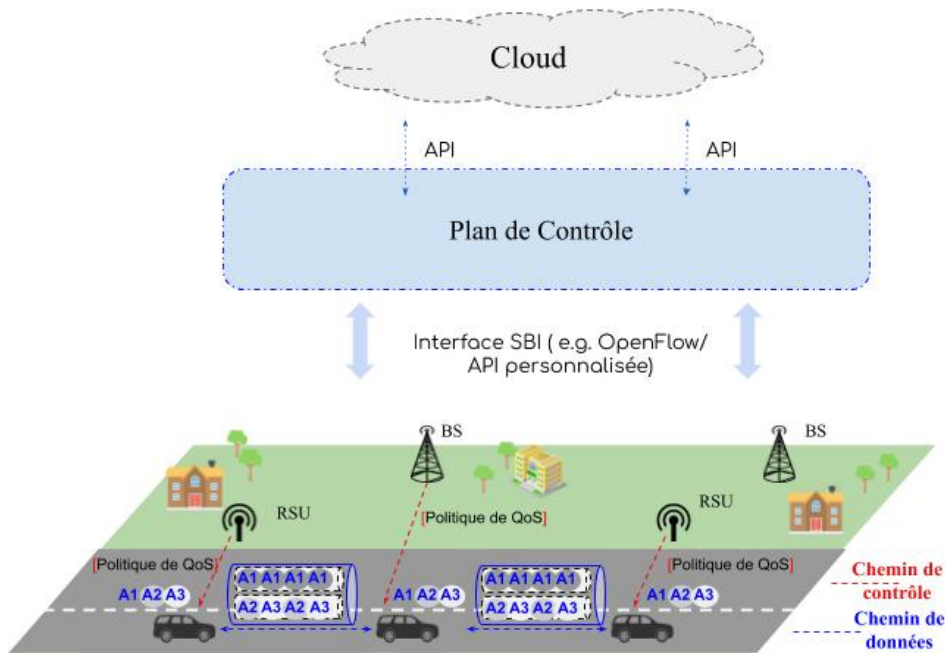 Cloud
API
API
Plan de Contrôle
Interface SBI ( e.g. OpenFlow/
API personnalisée)
BS
BS
RSU
RSU
[Politique de QoS]
[Politique de QoS]
[Politique de QoS]
A1 A2 A3
A1 A1 A1 A1
A2 A3 A2 A3
A1 A2 A3
A1 A1 A1 A1
A2 A3 A2 A3
A1 A2 A3
Chemin de
contrôle
Chemin de
données